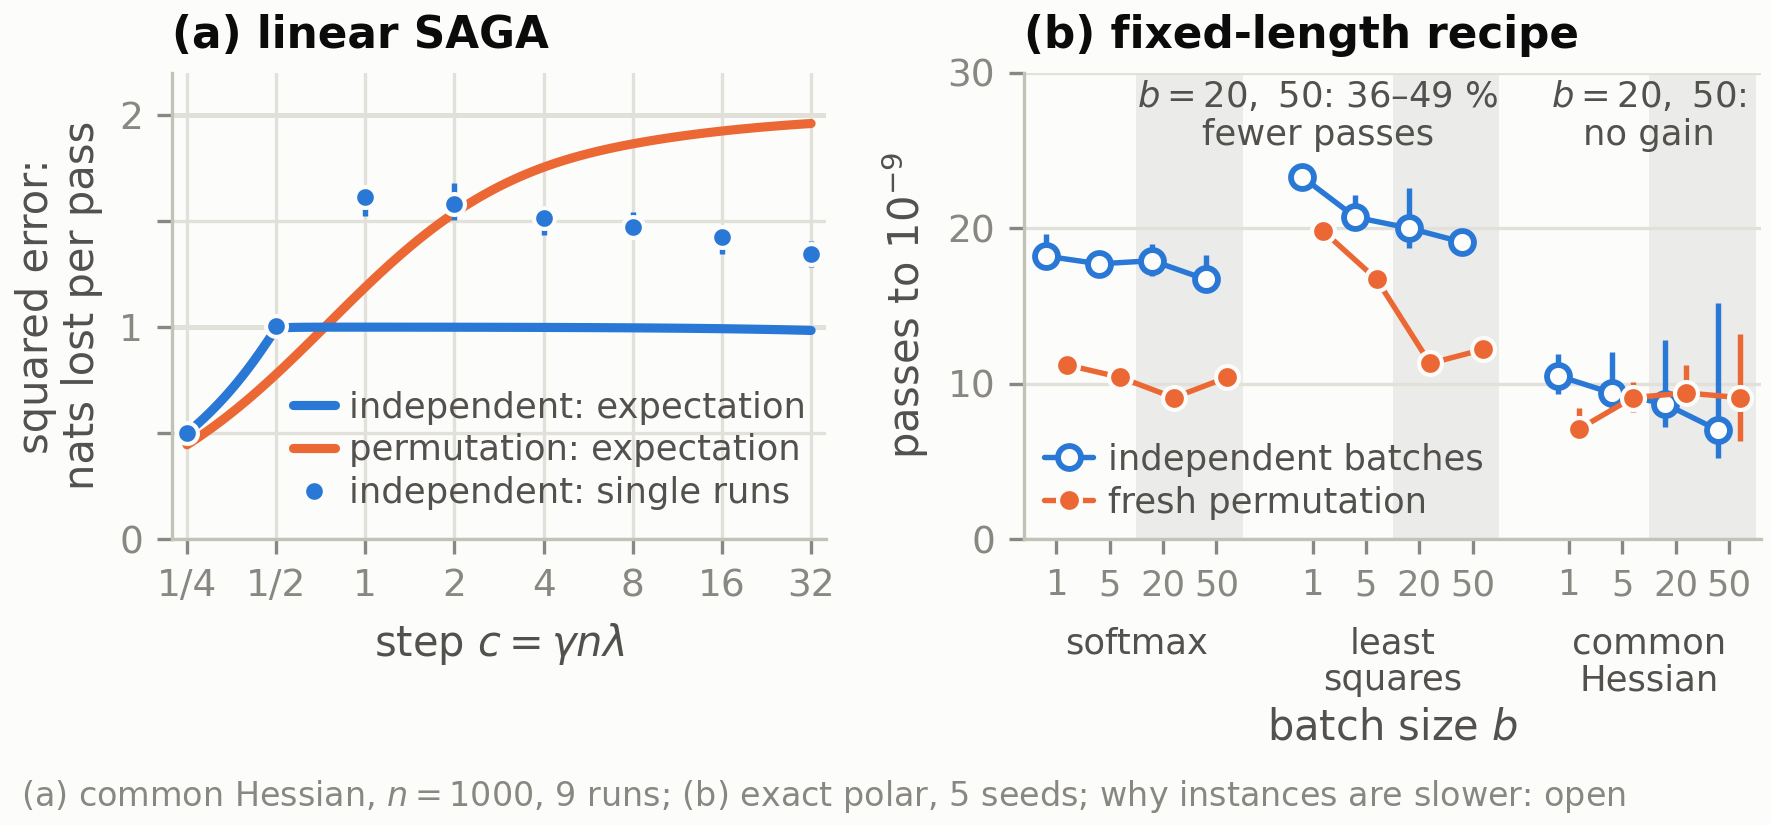 (a) linear SAGA
squared error:
nats lost per pass
2
1
0
independent: expectation
permutation: expectation
independent: single runs
1/4 1/2 1 2 4 8 16 32
step c = γnλ
(b) fixed-length recipe
passes to 10⁻⁹
30
20
10
0
b = 20, 50: 36–49 %
fewer passes
b = 20, 50:
no gain
independent batches
fresh permutation
1 5 20 50 1 5 20 50 1 5 20 50
softmax
least
squares
common
Hessian
batch size b
(a) common Hessian, n = 1000, 9 runs; (b) exact polar, 5 seeds; why instances are slower: open